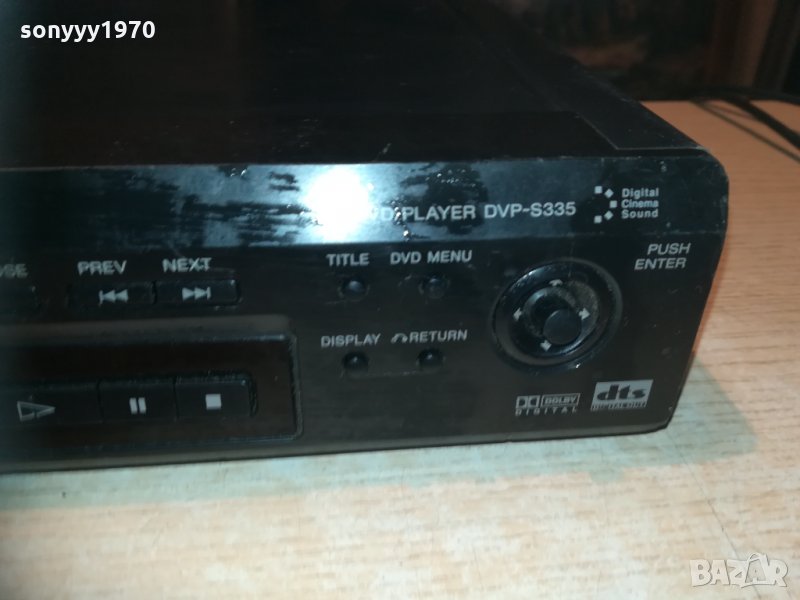 sonyyy1970
PLAYER DVP-S335
Digital
Cinema
Sound
PUSH
ENTER
PREV NEXT
TITLE DVD MENU
DISPLAY RETURN
DOLBY
DIGITAL
dts
BAZAR